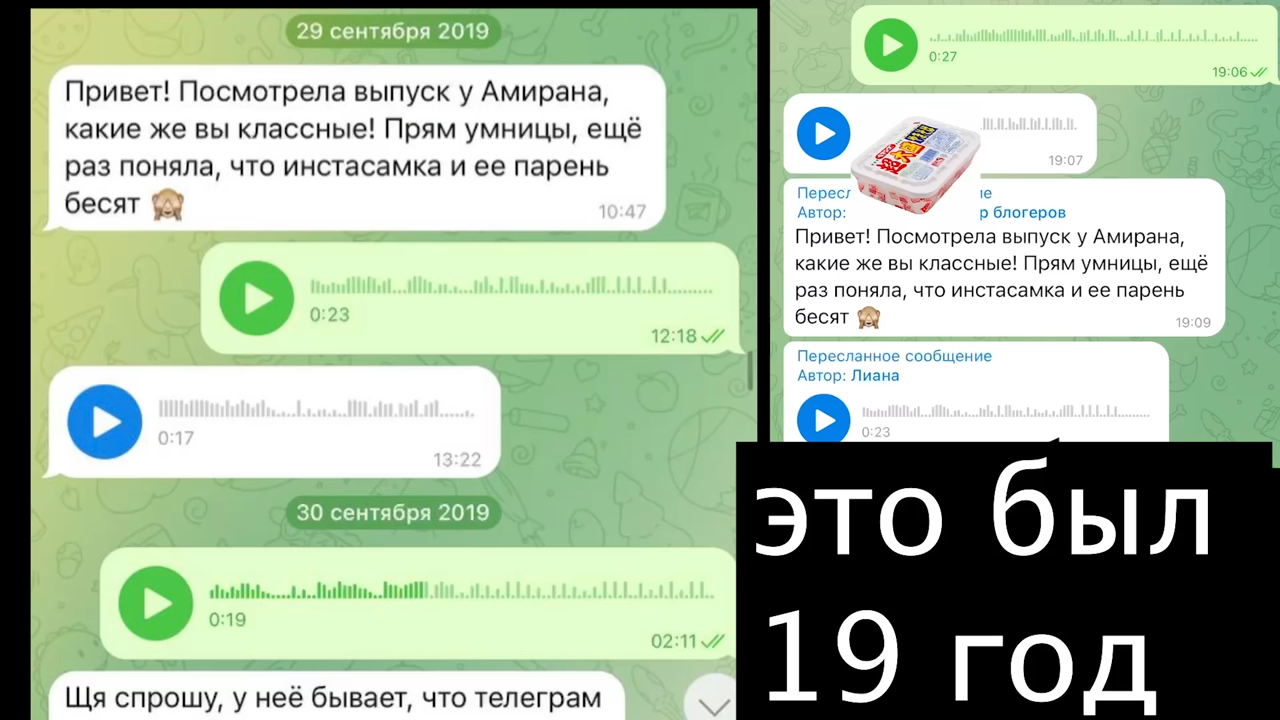 29 сентября 2019
Привет! Посмотрела выпуск у Амирана,
какие же вы классные! Прям умницы, ещё
раз поняла, что инстасамка и ее парень
бесят 🙈
10:47
0:23
12:18
0:17
13:22
30 сентября 2019
0:19
02:11
Щя спрошу, у неё бывает, что телеграм
0:27
19:06
19:07
Автор:
блогеров
Привет! Посмотрела выпуск у Амирана,
какие же вы классные! Прям умницы, ещё
раз поняла, что инстасамка и ее парень
бесят 🙈
19:09
Пересланное сообщение
Автор: Лиана
0:23
это был
19 год